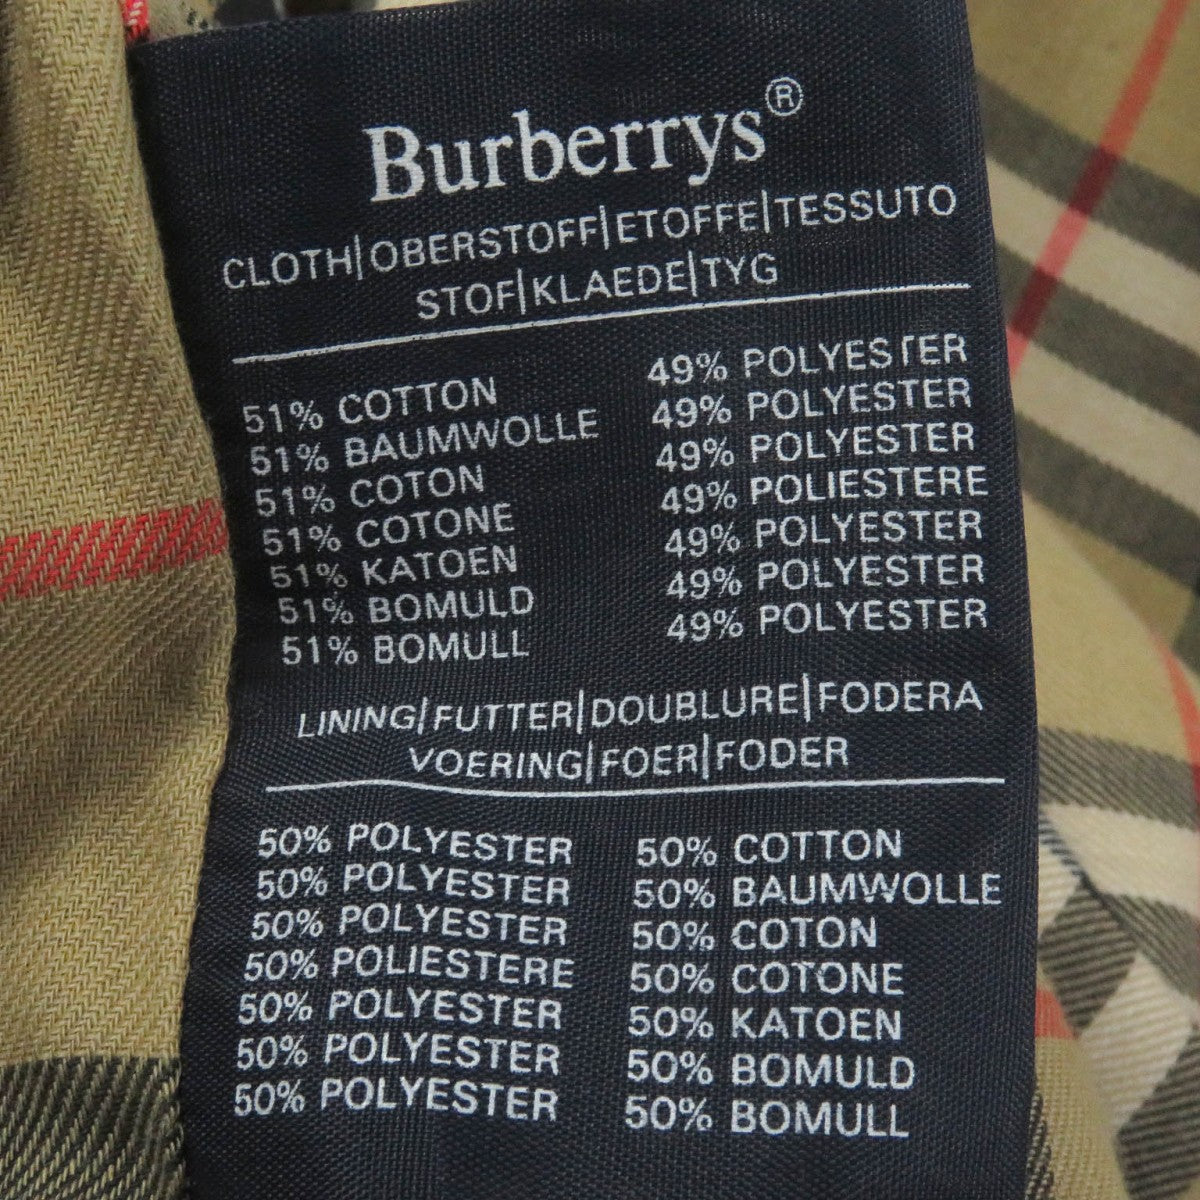 Burberrys®
CLOTH|OBERSTOFF|ETOFFE|TESSUTO
STOF|KLAEDE|TYG
51% COTTON 49% POLYESTER
51% BAUMWOLLE 49% POLYESTER
51% COTON 49% POLYESTER
51% COTONE 49% POLIESTERE
51% KATOEN 49% POLYESTER
51% BOMULD 49% POLYESTER
51% BOMULL 49% POLYESTER
LINING|FUTTER|DOUBLURE|FODERA
VOERING|FOER|FODER
50% POLYESTER 50% COTTON
50% POLYESTER 50% BAUMWOLLE
50% POLYESTER 50% COTON
50% POLIESTERE 50% COTONE
50% POLYESTER 50% KATOEN
50% POLYESTER 50% BOMULD
50% POLYESTER 50% BOMULL